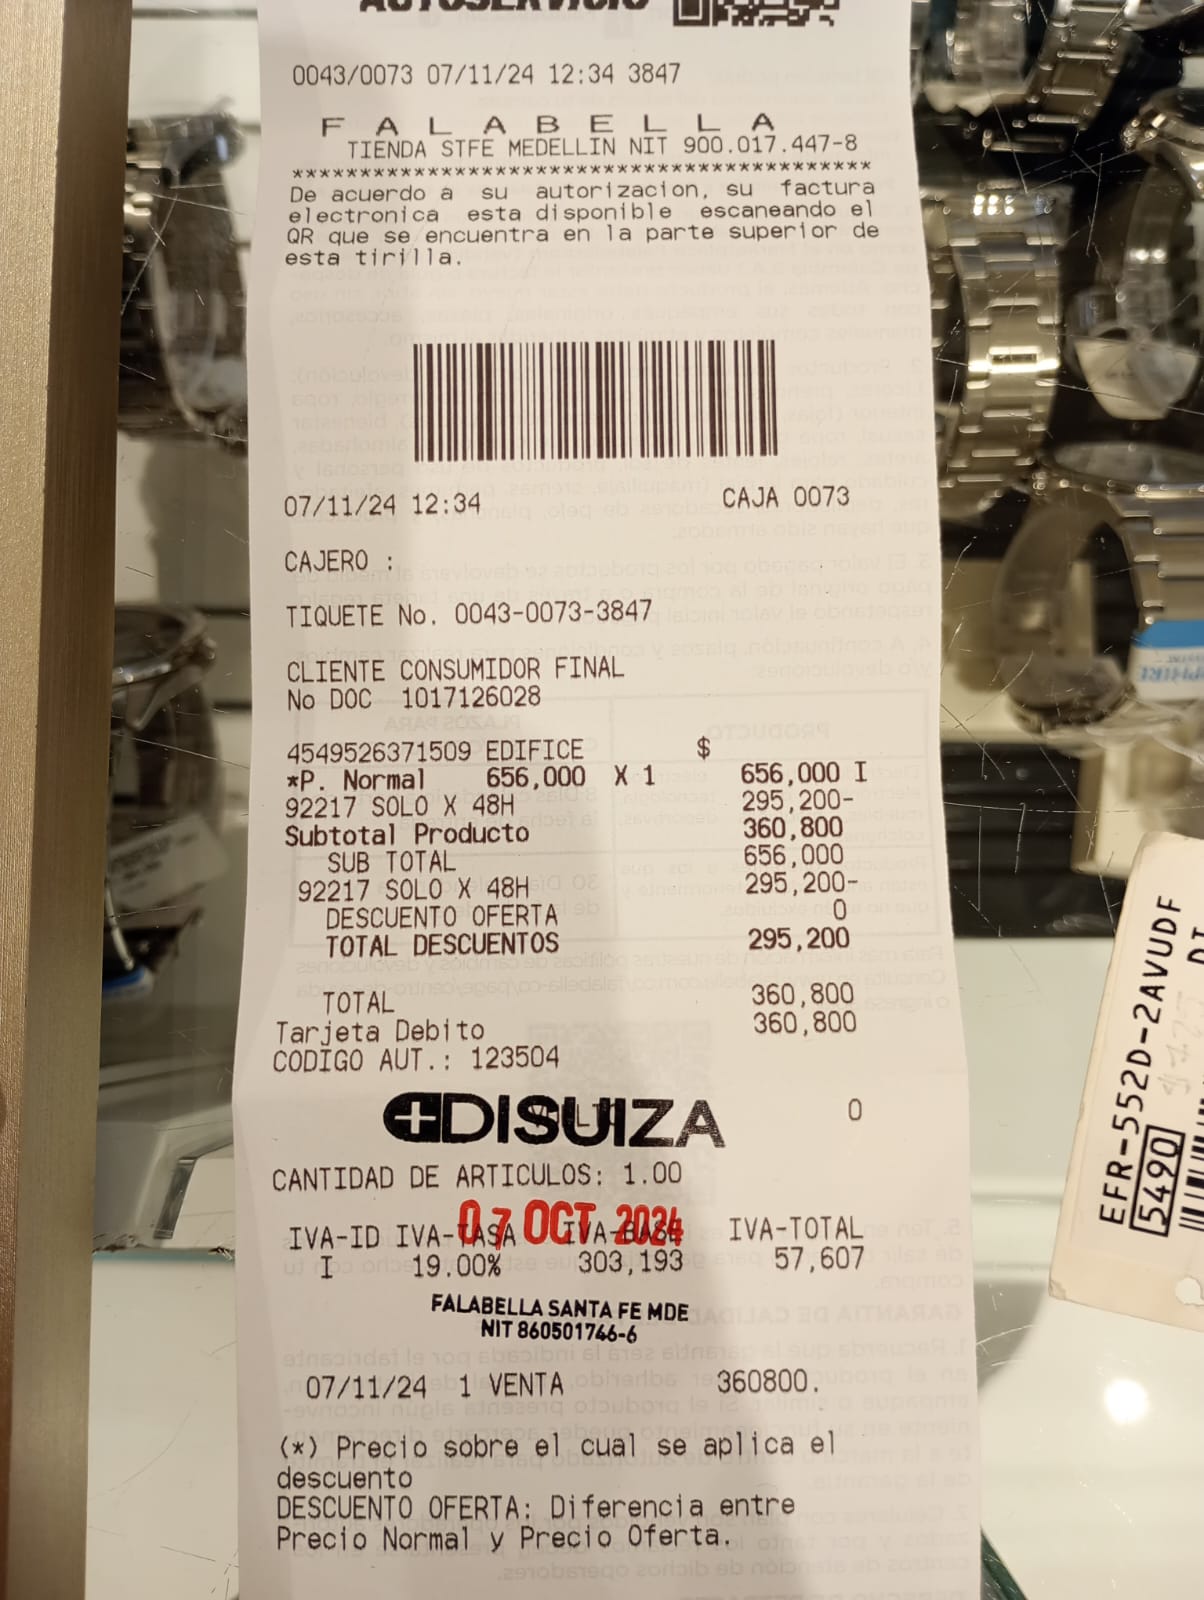 AUTOSERVICIO
0043/0073 07/11/24 12:34 3847
F A L A B E L L A
TIENDA STFE MEDELLIN NIT 900.017.447-8
******************************************
De acuerdo a su autorizacion, su factura
electronica esta disponible escaneando el
QR que se encuentra en la parte superior de
esta tirilla.
07/11/24 12:34 CAJA 0073
CAJERO :
TIQUETE No. 0043-0073-3847
CLIENTE CONSUMIDOR FINAL
No DOC 1017126028
4549526371509 EDIFICE $
*P. Normal 656,000 X 1 656,000 I
92217 SOLO X 48H 295,200-
Subtotal Producto 360,800
SUB TOTAL 656,000
92217 SOLO X 48H 295,200-
DESCUENTO OFERTA 0
TOTAL DESCUENTOS 295,200
TOTAL 360,800
Tarjeta Debito 360,800
CODIGO AUT.: 123504
DISUIZA 0
CANTIDAD DE ARTICULOS: 1.00
07 OCT 2024
IVA-ID IVA-TASA IVA-BASE IVA-TOTAL
I 19.00% 303,193 57,607
FALABELLA SANTA FE MDE
NIT 860501746-6
07/11/24 1 VENTA 360800.
(*) Precio sobre el cual se aplica el
descuento
DESCUENTO OFERTA: Diferencia entre
Precio Normal y Precio Oferta.
EFR-552D-2AVUDF
5490